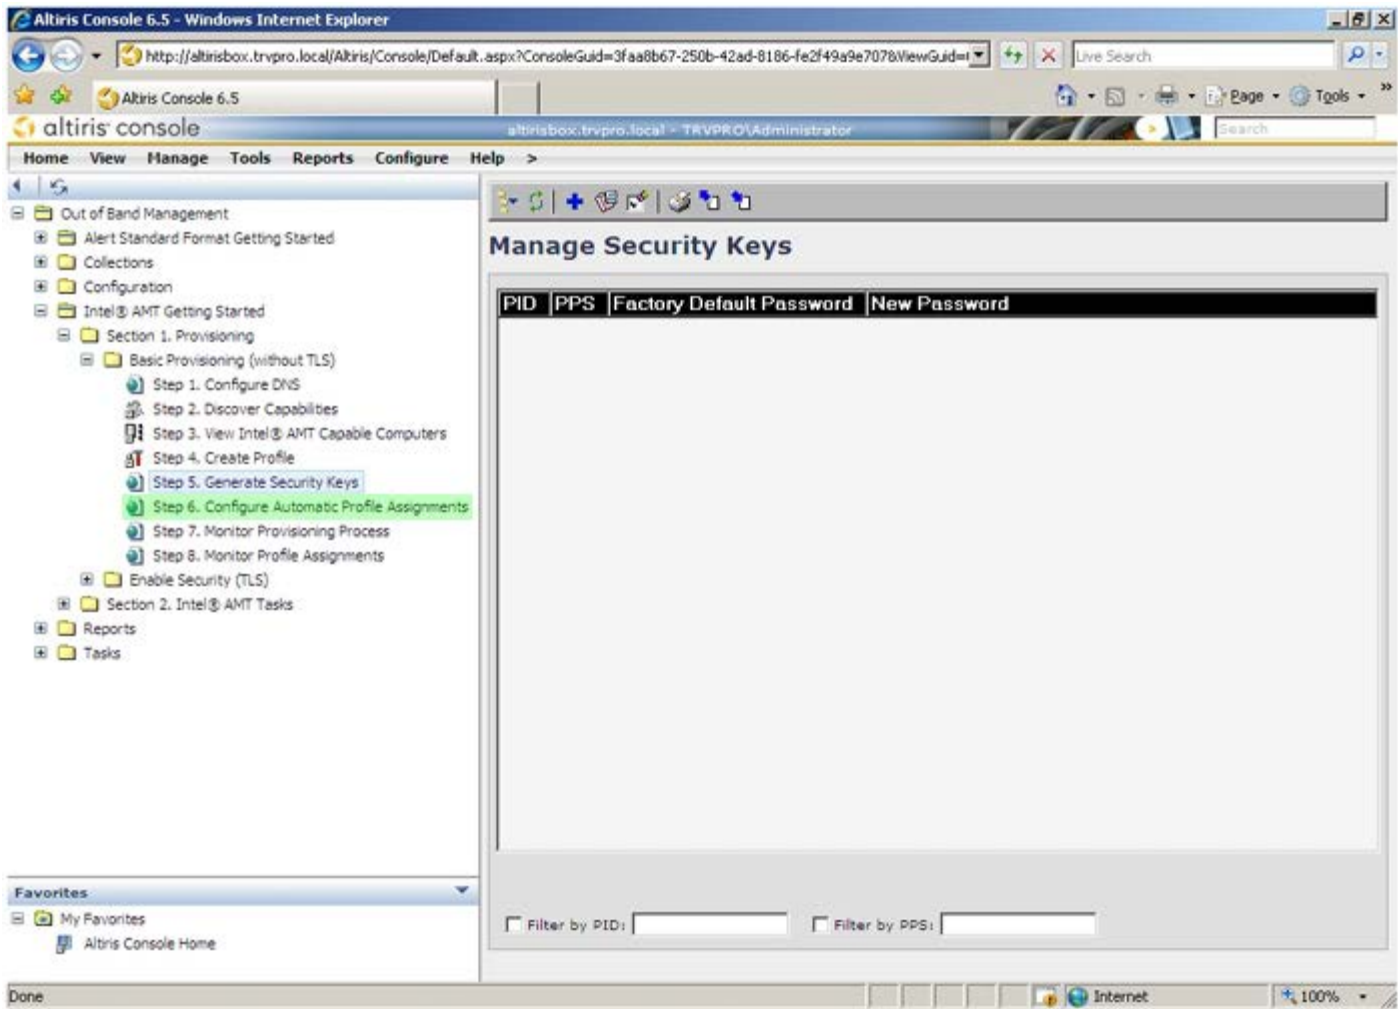 Altiris Console 6.5 - Windows Internet Explorer
http://altirisbox.trvpro.local/Altiris/Console/Default.aspx?ConsoleGuid=3faa8b67-250b-42ad-8186-fe2f49a9e707&ViewGuid=
Live Search
Altiris Console 6.5
Page
Tools
altiris console
altirisbox.trvpro.local - TRVPRO\Administrator
Search
Home View Manage Tools Reports Configure Help >
Out of Band Management
Alert Standard Format Getting Started
Collections
Configuration
Intel® AMT Getting Started
Section 1. Provisioning
Basic Provisioning (without TLS)
Step 1. Configure DNS
Step 2. Discover Capabilities
Step 3. View Intel® AMT Capable Computers
Step 4. Create Profile
Step 5. Generate Security Keys
Step 6. Configure Automatic Profile Assignments
Step 7. Monitor Provisioning Process
Step 8. Monitor Profile Assignments
Enable Security (TLS)
Section 2. Intel® AMT Tasks
Reports
Tasks
Manage Security Keys
PID PPS Factory Default Password New Password
Filter by PID:
Filter by PPS:
Favorites
My Favorites
Altiris Console Home
Done
Internet
100%